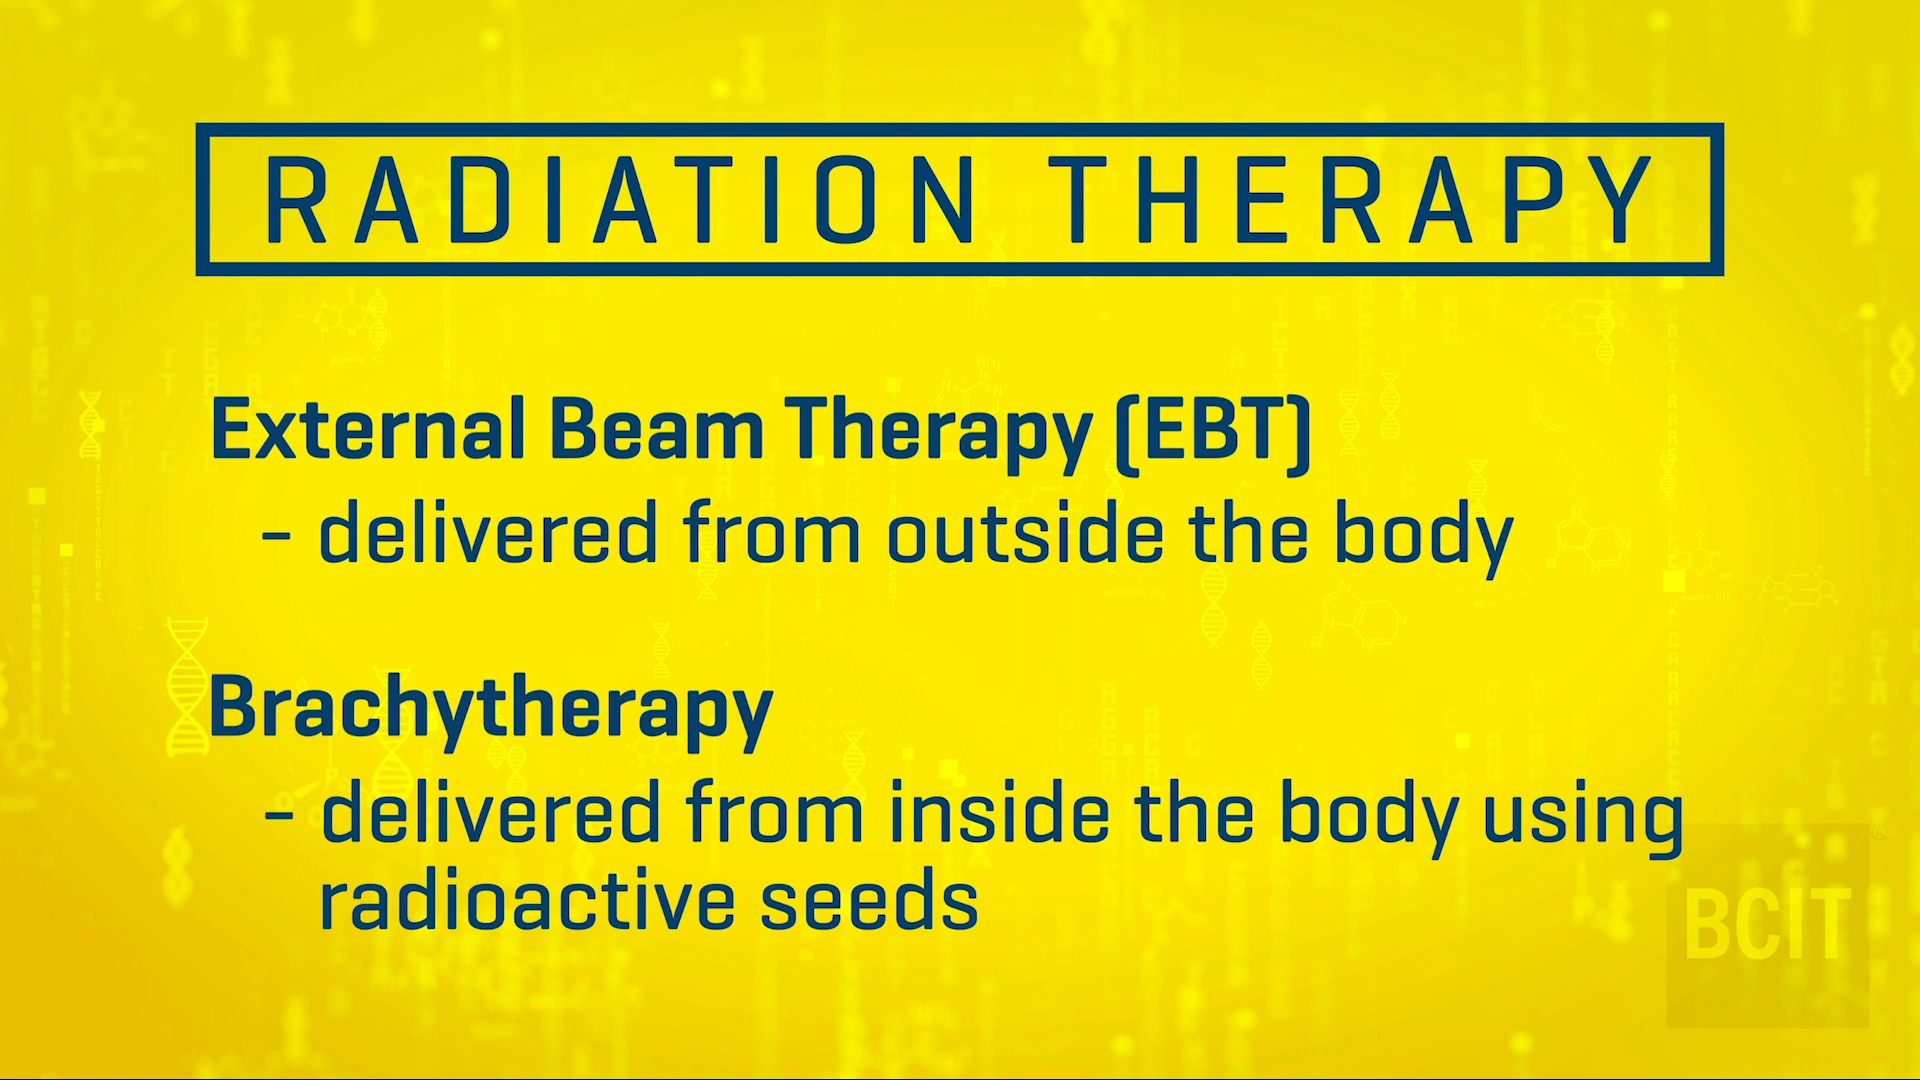 RADIATION THERAPY
External Beam Therapy (EBT)
- delivered from outside the body
Brachytherapy
- delivered from inside the body using
radioactive seeds
BCIT